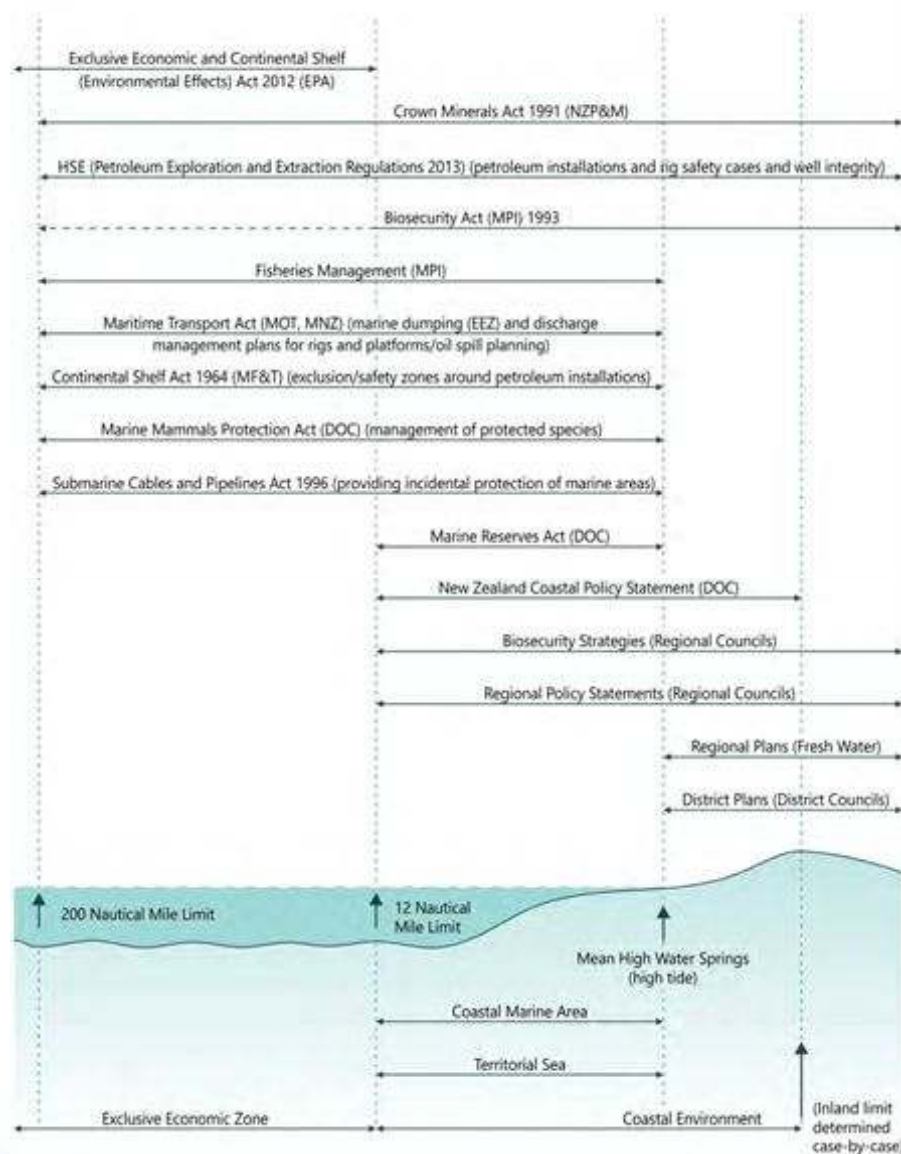 Exclusive Economic and Continental Shelf
(Environmental Effects) Act 2012 (EPA)
Crown Minerals Act 1991 (NZP&M)
HSE (Petroleum Exploration and Extraction Regulations 2013) (petroleum installations and rig safety cases and well integrity)
Biosecurity Act (MPI) 1993
Fisheries Management (MPI)
Maritime Transport Act (MOT, MNZ) (marine dumping (EEZ) and discharge
management plans for rigs and platforms/oil spill planning)
Continental Shelf Act 1964 (MF&T) (exclusion/safety zones around petroleum installations)
Marine Mammals Protection Act (DOC) (management of protected species)
Submarine Cables and Pipelines Act 1996 (providing incidental protection of marine areas)
Marine Reserves Act (DOC)
New Zealand Coastal Policy Statement (DOC)
Biosecurity Strategies (Regional Councils)
Regional Policy Statements (Regional Councils)
Regional Plans (Fresh Water)
District Plans (District Councils)
200 Nautical Mile Limit
12 Nautical
Mile Limit
Mean High Water Springs
(high tide)
Coastal Marine Area
Territorial Sea
Exclusive Economic Zone
Coastal Environment
(Inland limit
determined
case-by-case)